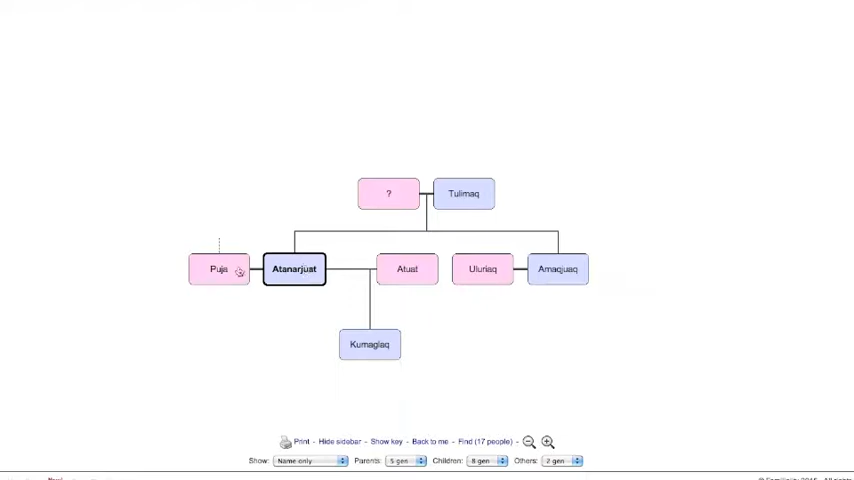 ? Tulimaq
Puja Atanarjuat Atuat Uluriaq Amaqjuaq
Kumaglaq
Print - Hide sidebar - Show key - Back to me - Find (17 people) -
Show: Name only Parents: 5 gen Children: 8 gen Others: 2 gen